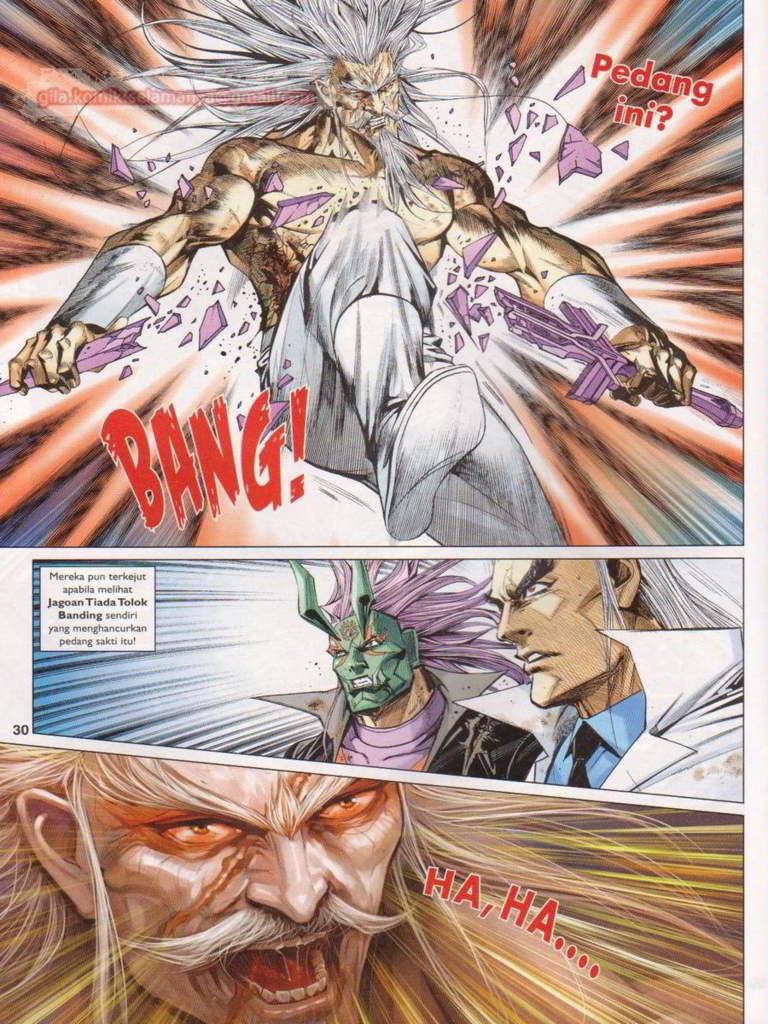 Pedang
ini?
BANG!
Mereka pun terkejut
apabila melihat
Jagoan Tiada Tolok
Banding sendiri
yang menghancurkan
pedang sakti itu!
30
HA, HA....